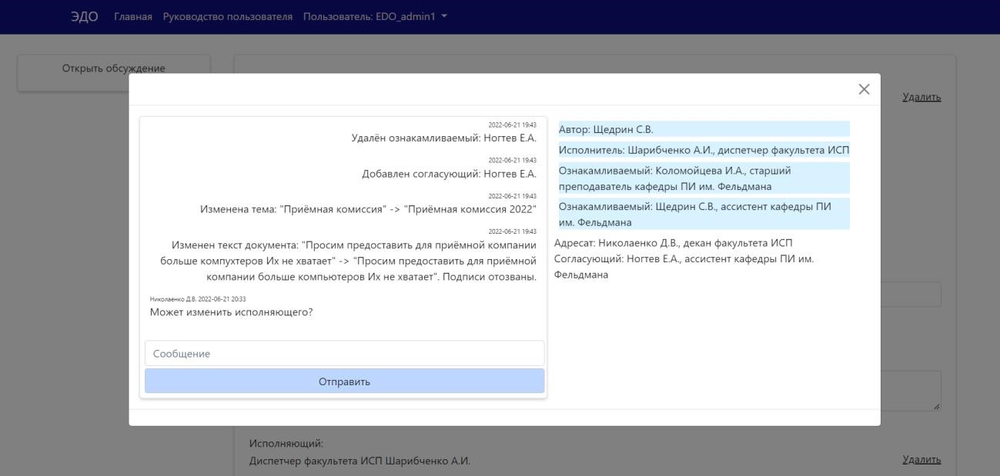 ЭДО Главная Руководство пользователя Пользователь: EDO_admin1
Открыть обсуждение
Удалить
2022-06-21 19:43
Удалён ознакамливаемый: Ногтев Е.А.
2022-06-21 19:43
Добавлен согласующий: Ногтев Е.А.
2022-06-21 19:43
Изменена тема: "Приёмная комиссия" -> "Приёмная комиссия 2022"
2022-06-21 19:43
Изменен текст документа: "Просим предоставить для приёмной компании
больше компухтеров Их не хватает" -> "Просим предоставить для приёмной
компании больше компьютеров Их не хватает". Подписи отозваны.
Николаенко Д.В. 2022-06-21 20:33
Может изменить исполняющего?
Сообщение
Отправить
Автор: Щедрин С.В.
Исполнитель: Шарибченко А.И., диспетчер факультета ИСП
Ознакамливаемый: Коломойцева И.А., старший
преподаватель кафедры ПИ им. Фельдмана
Ознакамливаемый: Щедрин С.В., ассистент кафедры ПИ
им. Фельдмана
Адресат: Николаенко Д.В., декан факультета ИСП
Согласующий: Ногтев Е.А., ассистент кафедры ПИ им.
Фельдмана
Исполняющий:
Диспетчер факультета ИСП Шарибченко А.И.
Удалить